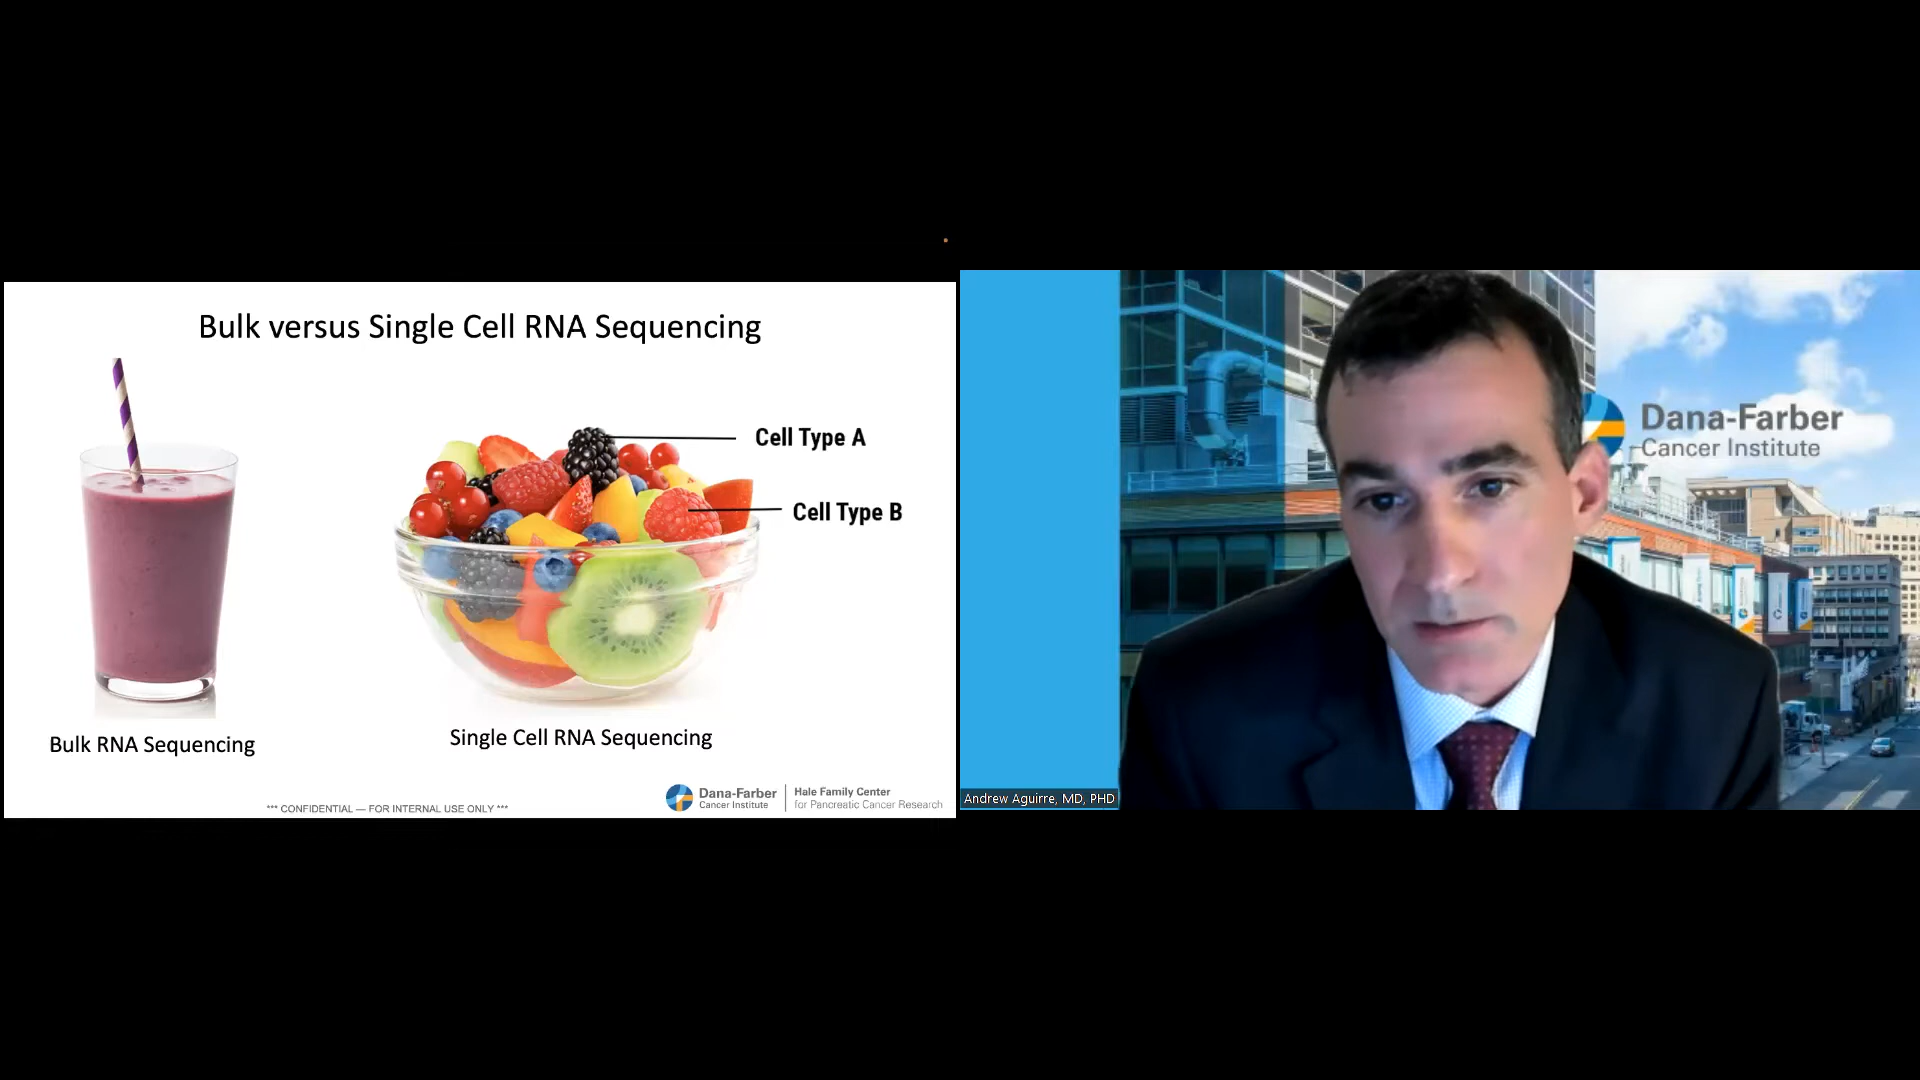 Bulk versus Single Cell RNA Sequencing
Cell Type A
Cell Type B
Bulk RNA Sequencing
Single Cell RNA Sequencing
*** CONFIDENTIAL — FOR INTERNAL USE ONLY ***
Dana-Farber
Cancer Institute
Hale Family Center
for Pancreatic Cancer Research
Dana-Farber
Cancer Institute
Andrew Aguirre, MD, PHD